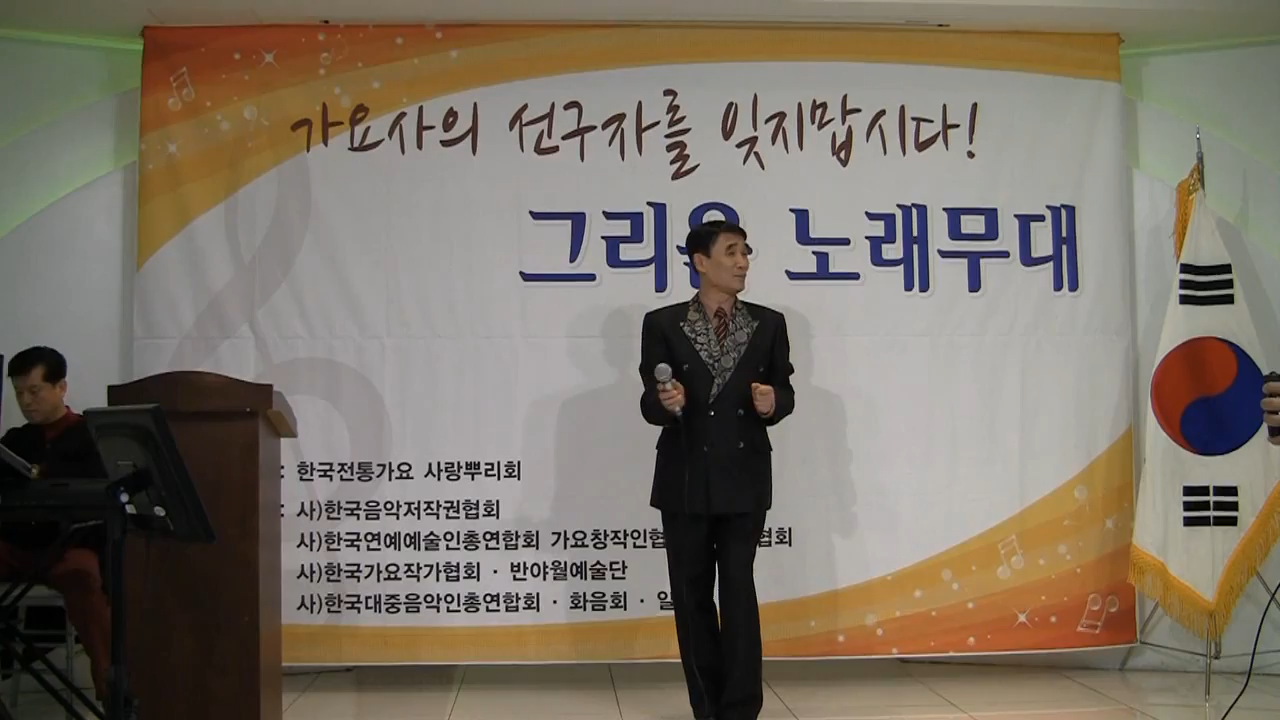 가요사의 선구자를 잊지맙시다!
그리운 노래무대
: 한국전통가요 사랑뿌리회
: 사)한국음악저작권협회
사)한국연예예술인총연합회 가요창작인협 협회
사)한국가요작가협회 · 반야월예술단
사)한국대중음악인총연합회 · 화음회 · 일